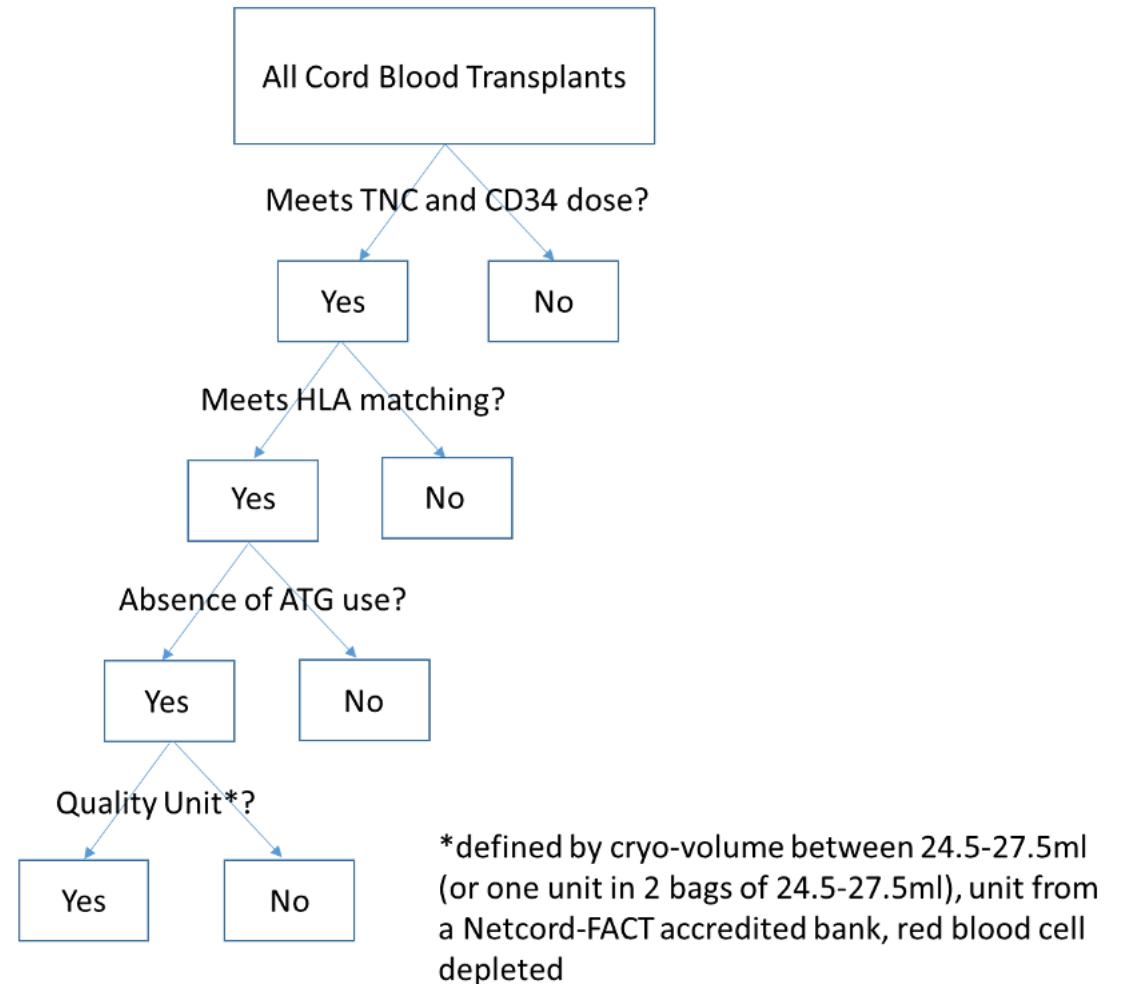 All Cord Blood Transplants
Meets TNC and CD34 dose?
Yes
No
Meets HLA matching?
Yes
No
Absence of ATG use?
Yes
No
Quality Unit*?
Yes
No
*defined by cryo-volume between 24.5-27.5ml
(or one unit in 2 bags of 24.5-27.5ml), unit from
a Netcord-FACT accredited bank, red blood cell
depleted